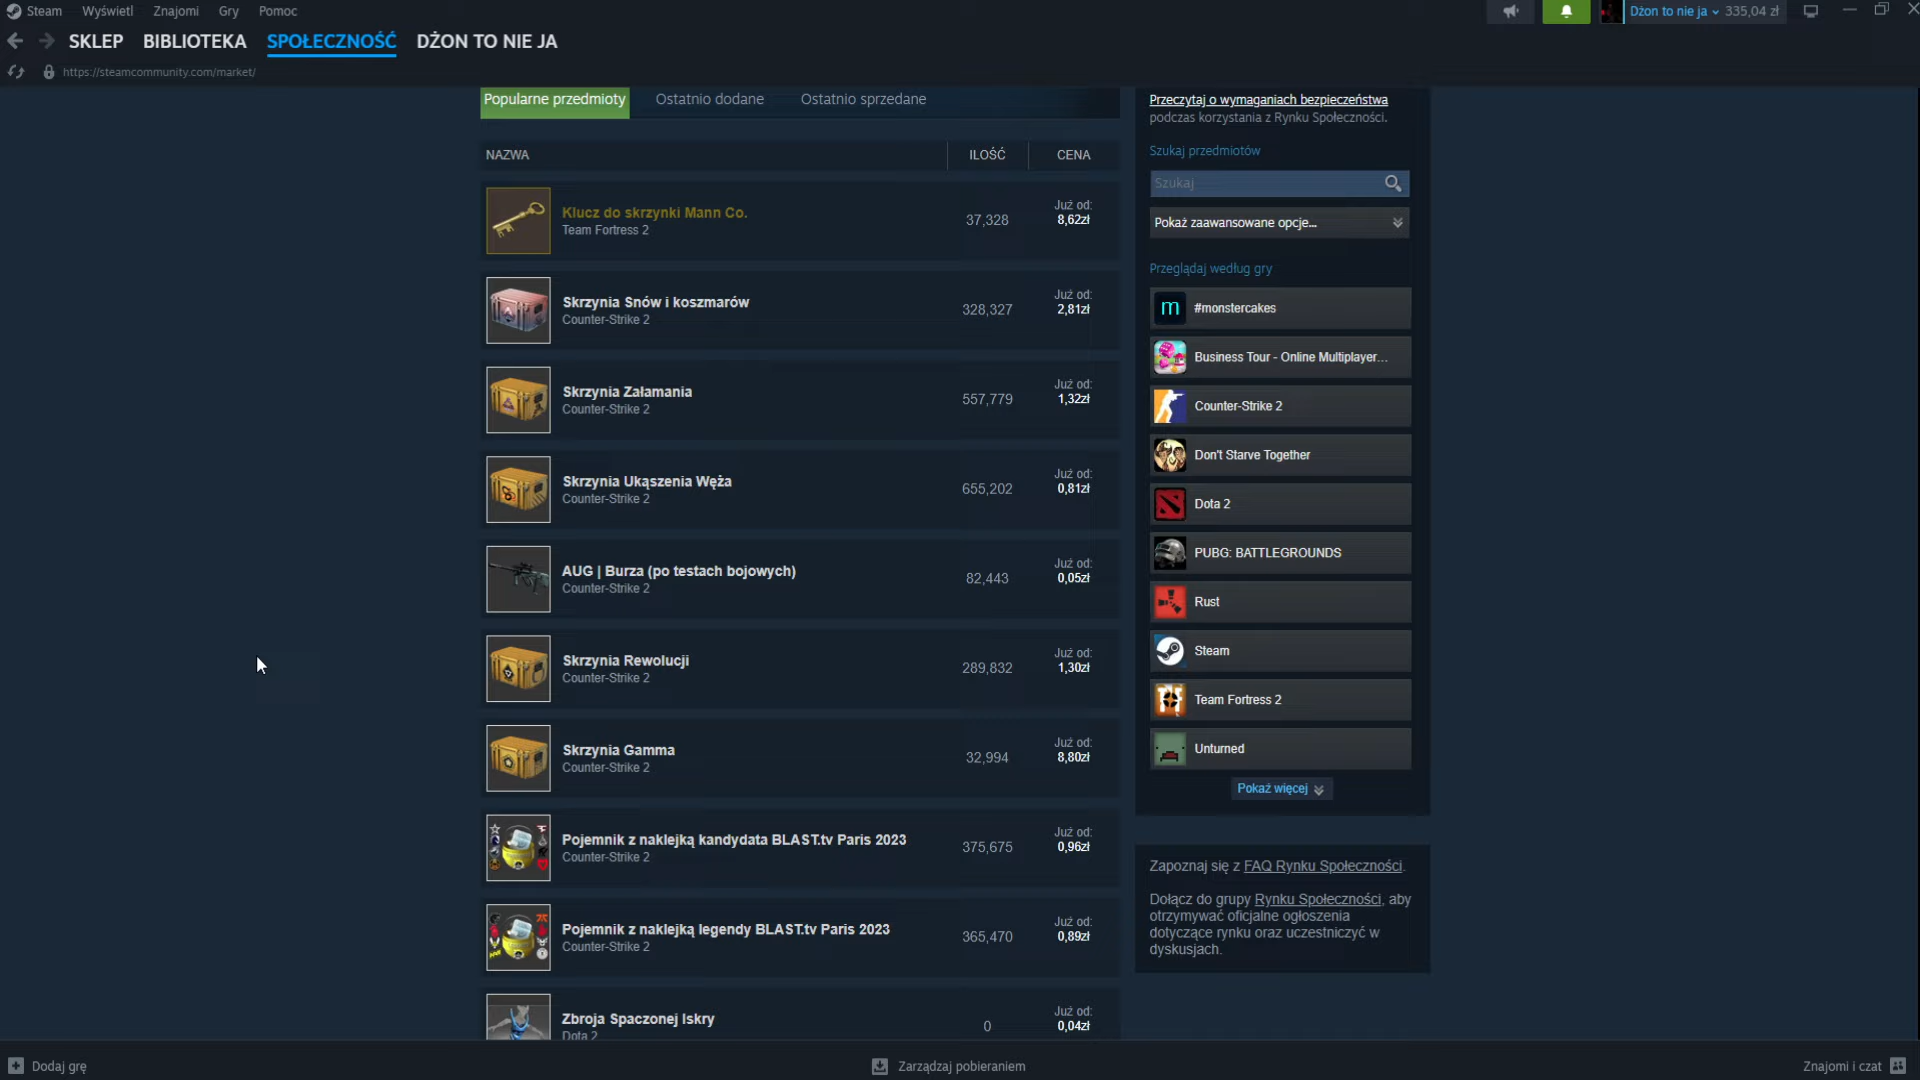 Steam Wyświetl Znajomi Gry Pomoc
Dżon to nie ja 335,04 zł
SKLEP BIBLIOTEKA SPOŁECZNOŚĆ DŻON TO NIE JA
https://steamcommunity.com/market/
Popularne przedmioty Ostatnio dodane Ostatnio sprzedane
NAZWA ILOŚĆ CENA
Klucz do skrzynki Mann Co.
Team Fortress 2
37,328
Już od:
8,62zł
Skrzynia Snów i koszmarów
Counter-Strike 2
328,327
Już od:
2,81zł
Skrzynia Załamania
Counter-Strike 2
557,779
Już od:
1,32zł
Skrzynia Ukąszenia Węża
Counter-Strike 2
655,202
Już od:
0,81zł
AUG | Burza (po testach bojowych)
Counter-Strike 2
82,443
Już od:
0,05zł
Skrzynia Rewolucji
Counter-Strike 2
289,832
Już od:
1,30zł
Skrzynia Gamma
Counter-Strike 2
32,994
Już od:
8,80zł
Pojemnik z naklejką kandydata BLAST.tv Paris 2023
Counter-Strike 2
375,675
Już od:
0,96zł
Pojemnik z naklejką legendy BLAST.tv Paris 2023
Counter-Strike 2
365,470
Już od:
0,89zł
Zbroja Spaczonej Iskry
Dota 2
0
Już od:
0,04zł
Przeczytaj o wymaganiach bezpieczeństwa
podczas korzystania z Rynku Społeczności.
Szukaj przedmiotów
Szukaj
Pokaż zaawansowane opcje...
Przeglądaj według gry
m #monstercakes
Business Tour - Online Multiplayer...
Counter-Strike 2
Don't Starve Together
Dota 2
PUBG: BATTLEGROUNDS
Rust
Steam
Team Fortress 2
Unturned
Pokaż więcej
Zapoznaj się z FAQ Rynku Społeczności.
Dołącz do grupy Rynku Społeczności, aby
otrzymywać oficjalne ogłoszenia
dotyczące rynku oraz uczestniczyć w
dyskusjach.
Dodaj grę Zarządzaj pobieraniem Znajomi i czat